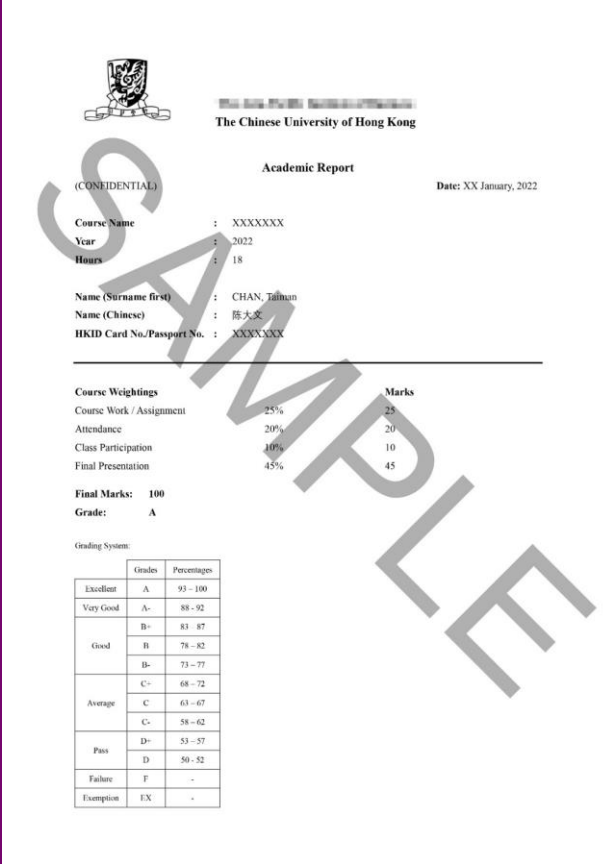 The Chinese University of Hong Kong
Academic Report
(CONFIDENTIAL) Date: XX January, 2022
Course Name : XXXXXXX
Year : 2022
Hours : 18
Name (Surname first) : CHAN, Taiman
Name (Chinese) : 陈大文
HKID Card No./Passport No. : XXXXXXX
Course Weightings Marks
Course Work / Assignment 25% 25
Attendance 20% 20
Class Participation 10% 10
Final Presentation 45% 45
Final Marks: 100
Grade: A
Grading System:
Grades Percentages
Excellent A 93 – 100
Very Good A- 88 - 92
B+ 83 – 87
Good B 78 – 82
B- 73 – 77
C+ 68 – 72
Average C 63 – 67
C- 58 – 62
D+ 53 – 57
Pass
D 50 - 52
Failure F -
Exemption EX -
SAMPLE